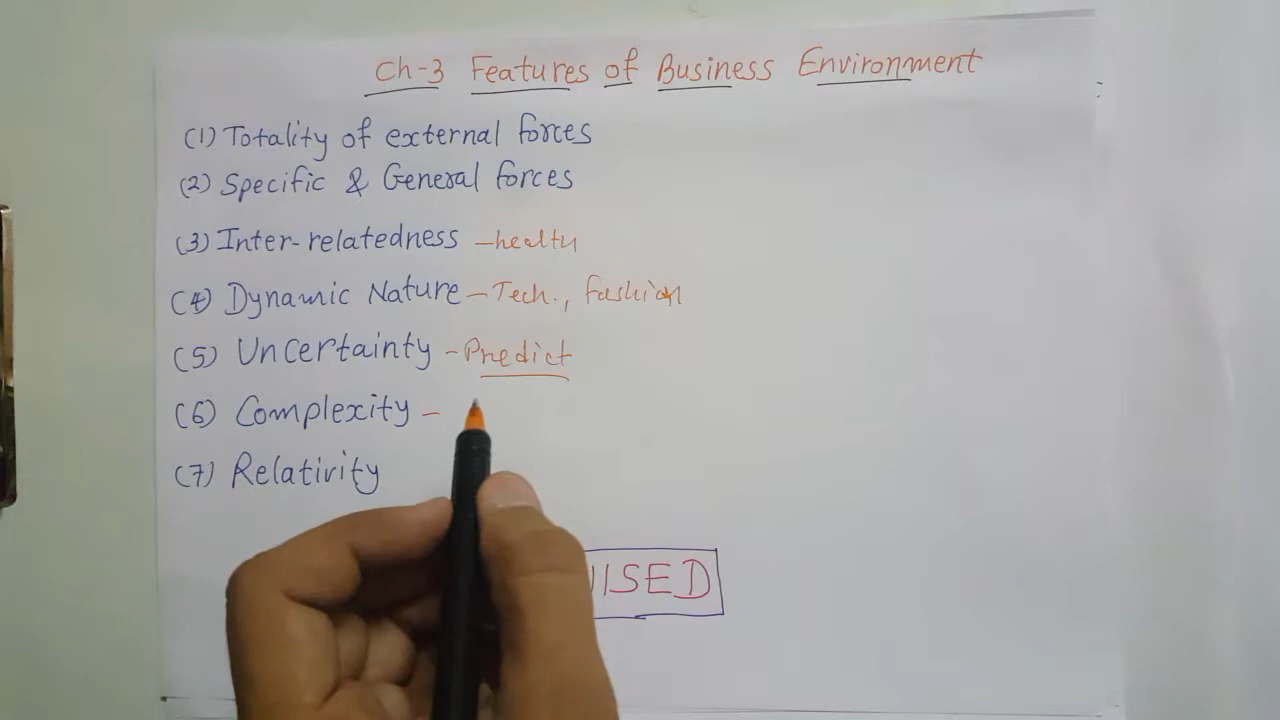 Ch-3 Features of Business Environment
(1) Totality of external forces
(2) Specific & General forces
(3) Inter-relatedness -health
(4) Dynamic Nature - Tech., fashion
(5) Uncertainty - Predict
(6) Complexity -
(7) Relativity